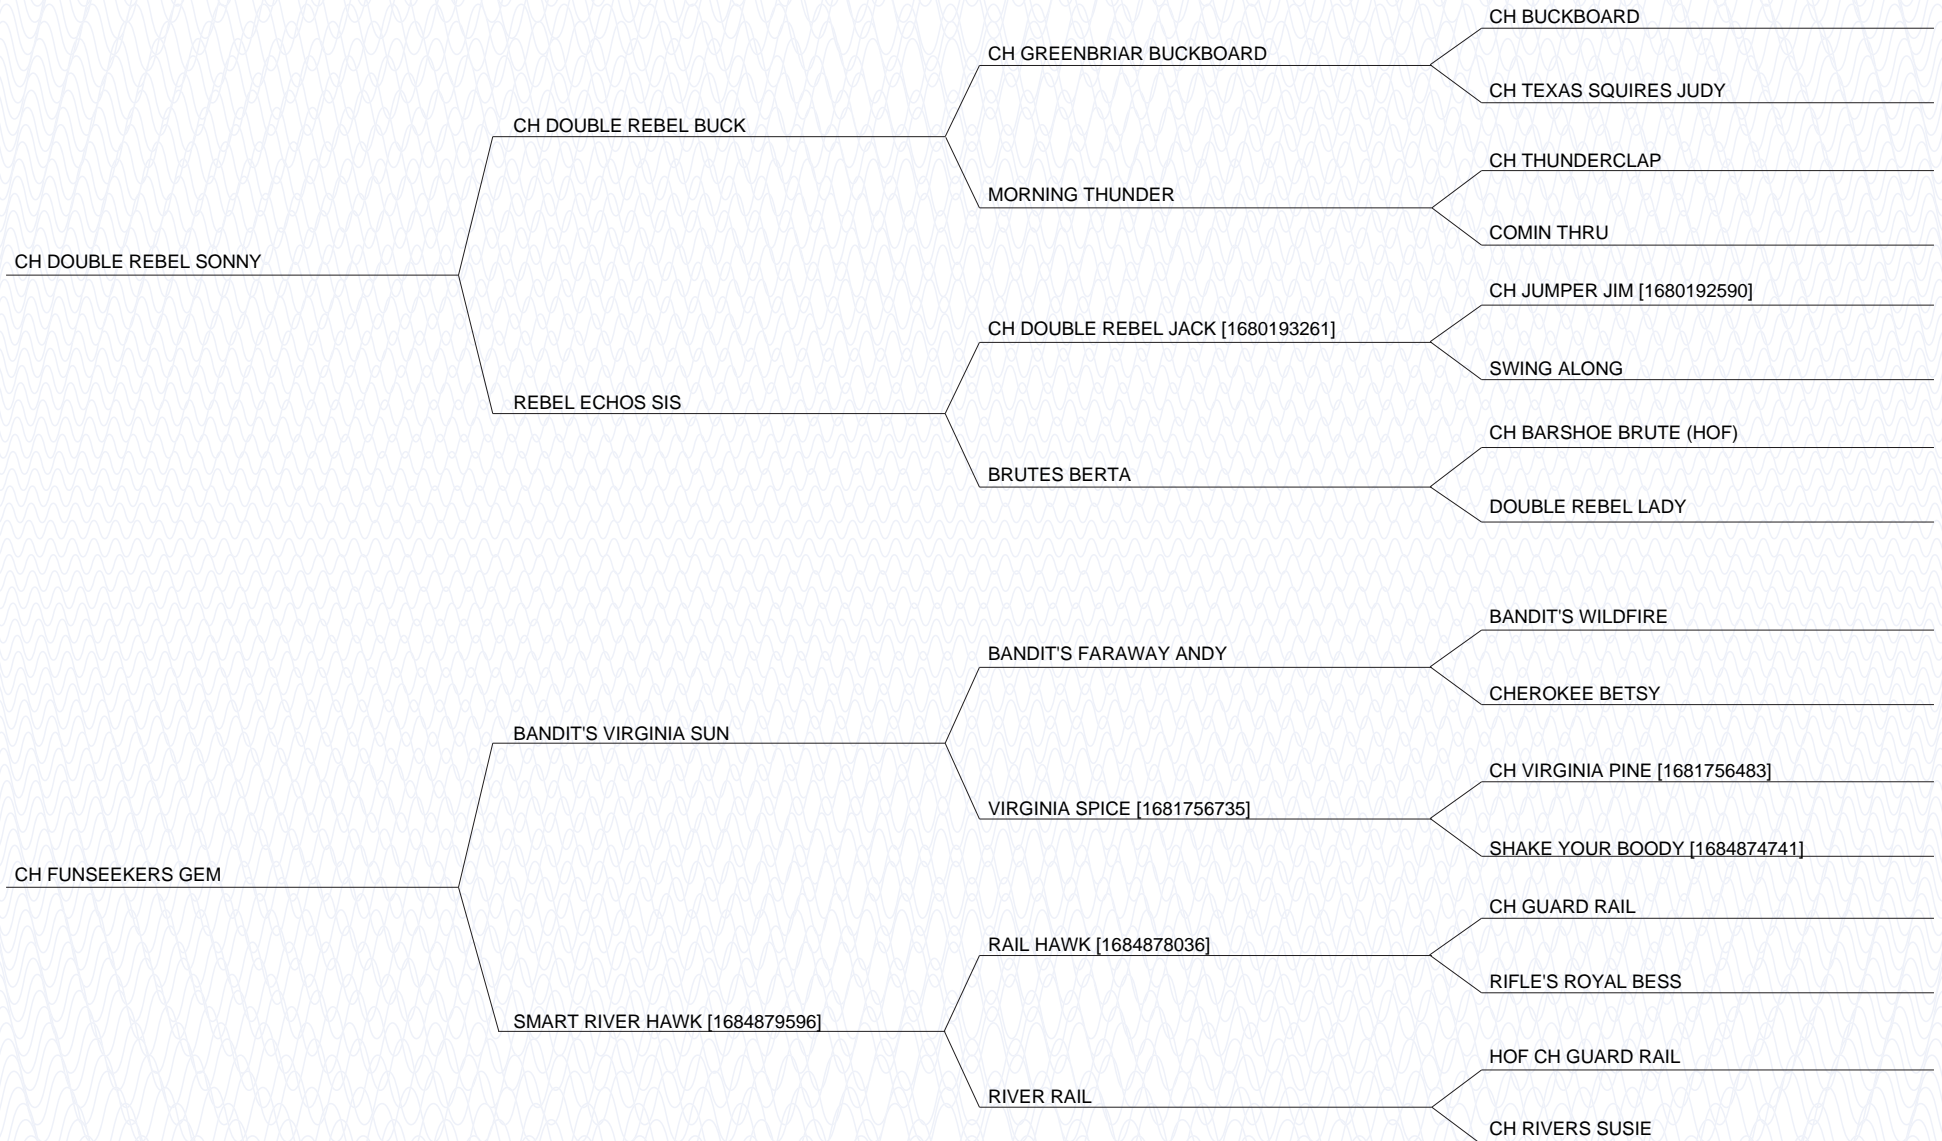 CH BUCKBOARD
CH GREENBRIAR BUCKBOARD
CH TEXAS SQUIRES JUDY
CH DOUBLE REBEL BUCK
CH THUNDERCLAP
MORNING THUNDER
COMIN THRU
CH DOUBLE REBEL SONNY
CH JUMPER JIM [1680192590]
CH DOUBLE REBEL JACK [1680193261]
SWING ALONG
REBEL ECHOS SIS
CH BARSHOE BRUTE (HOF)
BRUTES BERTA
DOUBLE REBEL LADY
BANDIT'S WILDFIRE
BANDIT'S FARAWAY ANDY
CHEROKEE BETSY
BANDIT'S VIRGINIA SUN
CH VIRGINIA PINE [1681756483]
VIRGINIA SPICE [1681756735]
SHAKE YOUR BOODY [1684874741]
CH FUNSEEKERS GEM
CH GUARD RAIL
RAIL HAWK [1684878036]
RIFLE'S ROYAL BESS
SMART RIVER HAWK [1684879596]
HOF CH GUARD RAIL
RIVER RAIL
CH RIVERS SUSIE